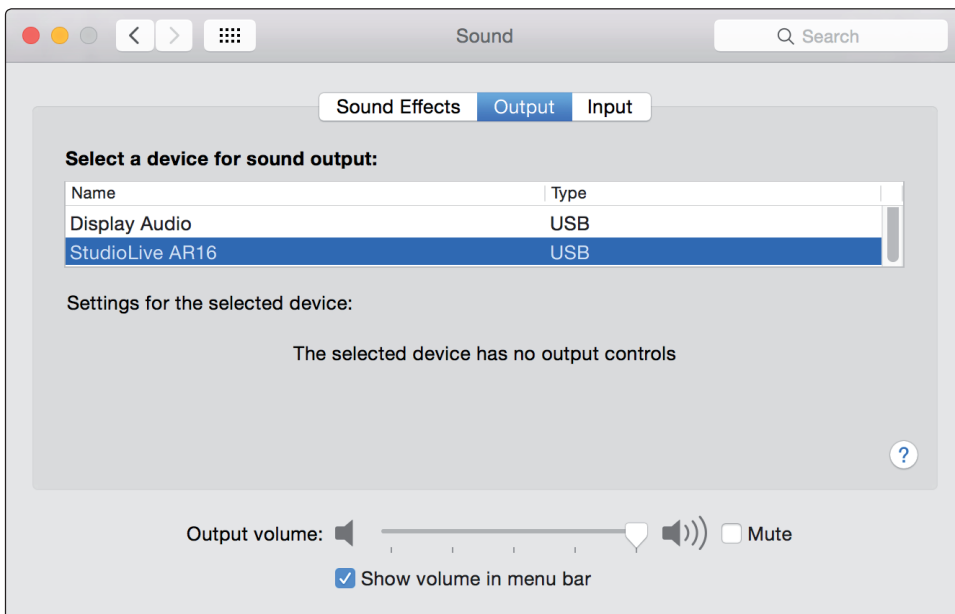 Sound
Search
Sound Effects Output Input
Select a device for sound output:
Name Type
Display Audio USB
StudioLive AR16 USB
Settings for the selected device:
The selected device has no output controls
?
Output volume: Mute
Show volume in menu bar